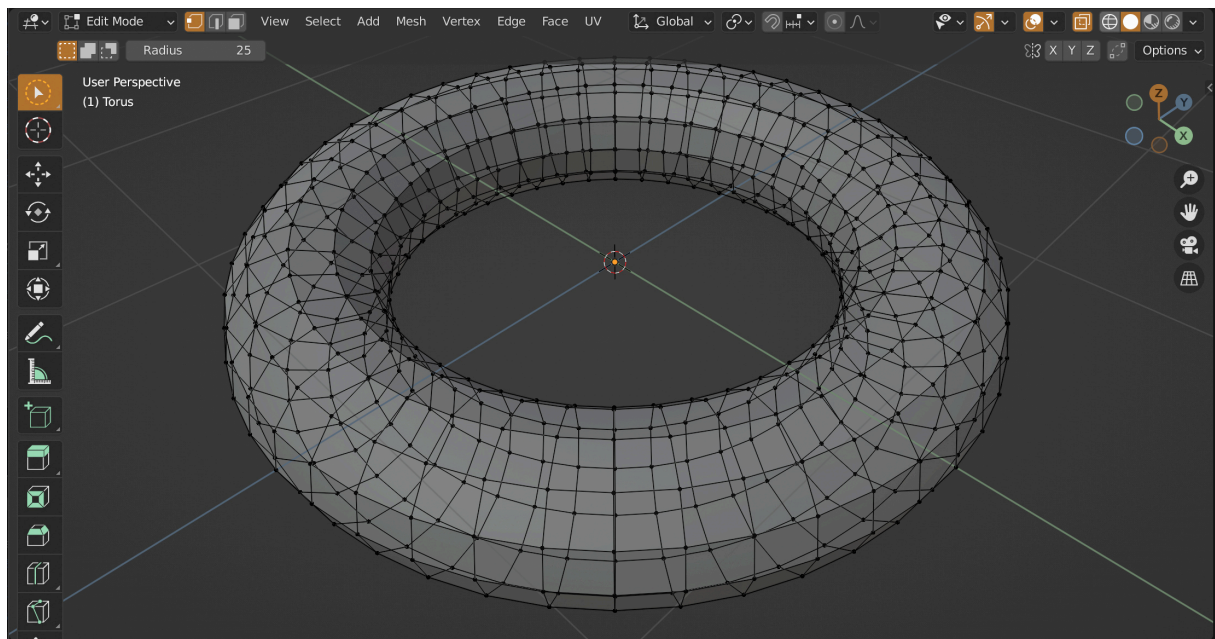 Edit Mode View Select Add Mesh Vertex Edge Face UV Global
Radius 25 X Y Z Options
User Perspective
(1) Torus
Z
Y
X